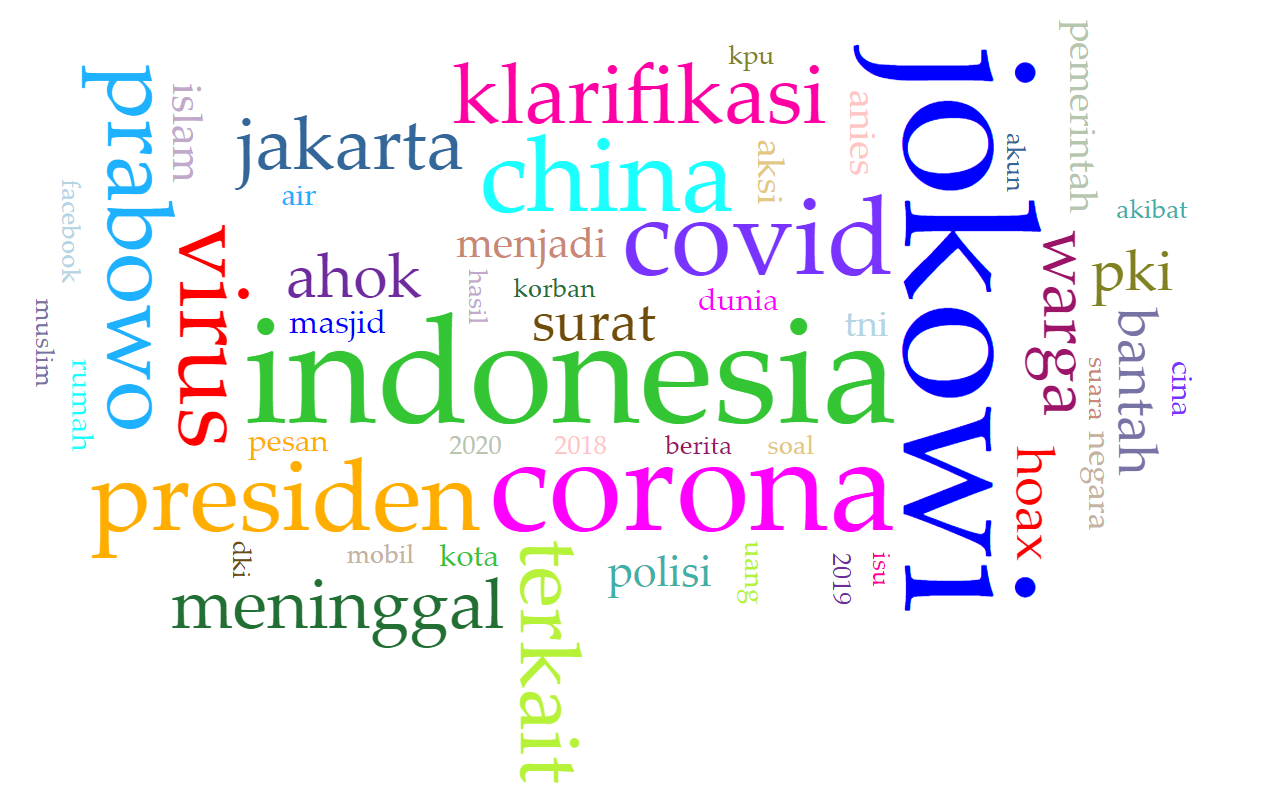 kpu
klarifikasi
jokowi
pemerintah
prabowo
islam
jakarta
china
aksi
anies
akun
air
facebook
covid
akibat
menjadi
virus
ahok
hasil
korban
dunia
warga
pki
muslim
masjid
surat
tni
bantah
indonesia
rumah
suara
cina
pesan
2020
2018
berita
soal
negara
hoax
presiden
corona
dki
mobil
kota
terkait
polisi
uang
2019
isu
meninggal